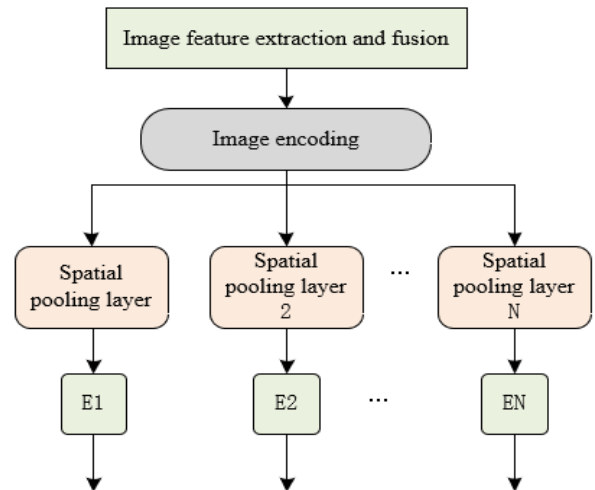 Image feature extraction and fusion
Image encoding
Spatial
pooling layer
Spatial
pooling layer
2
...
Spatial
pooling layer
N
E1
E2
...
EN